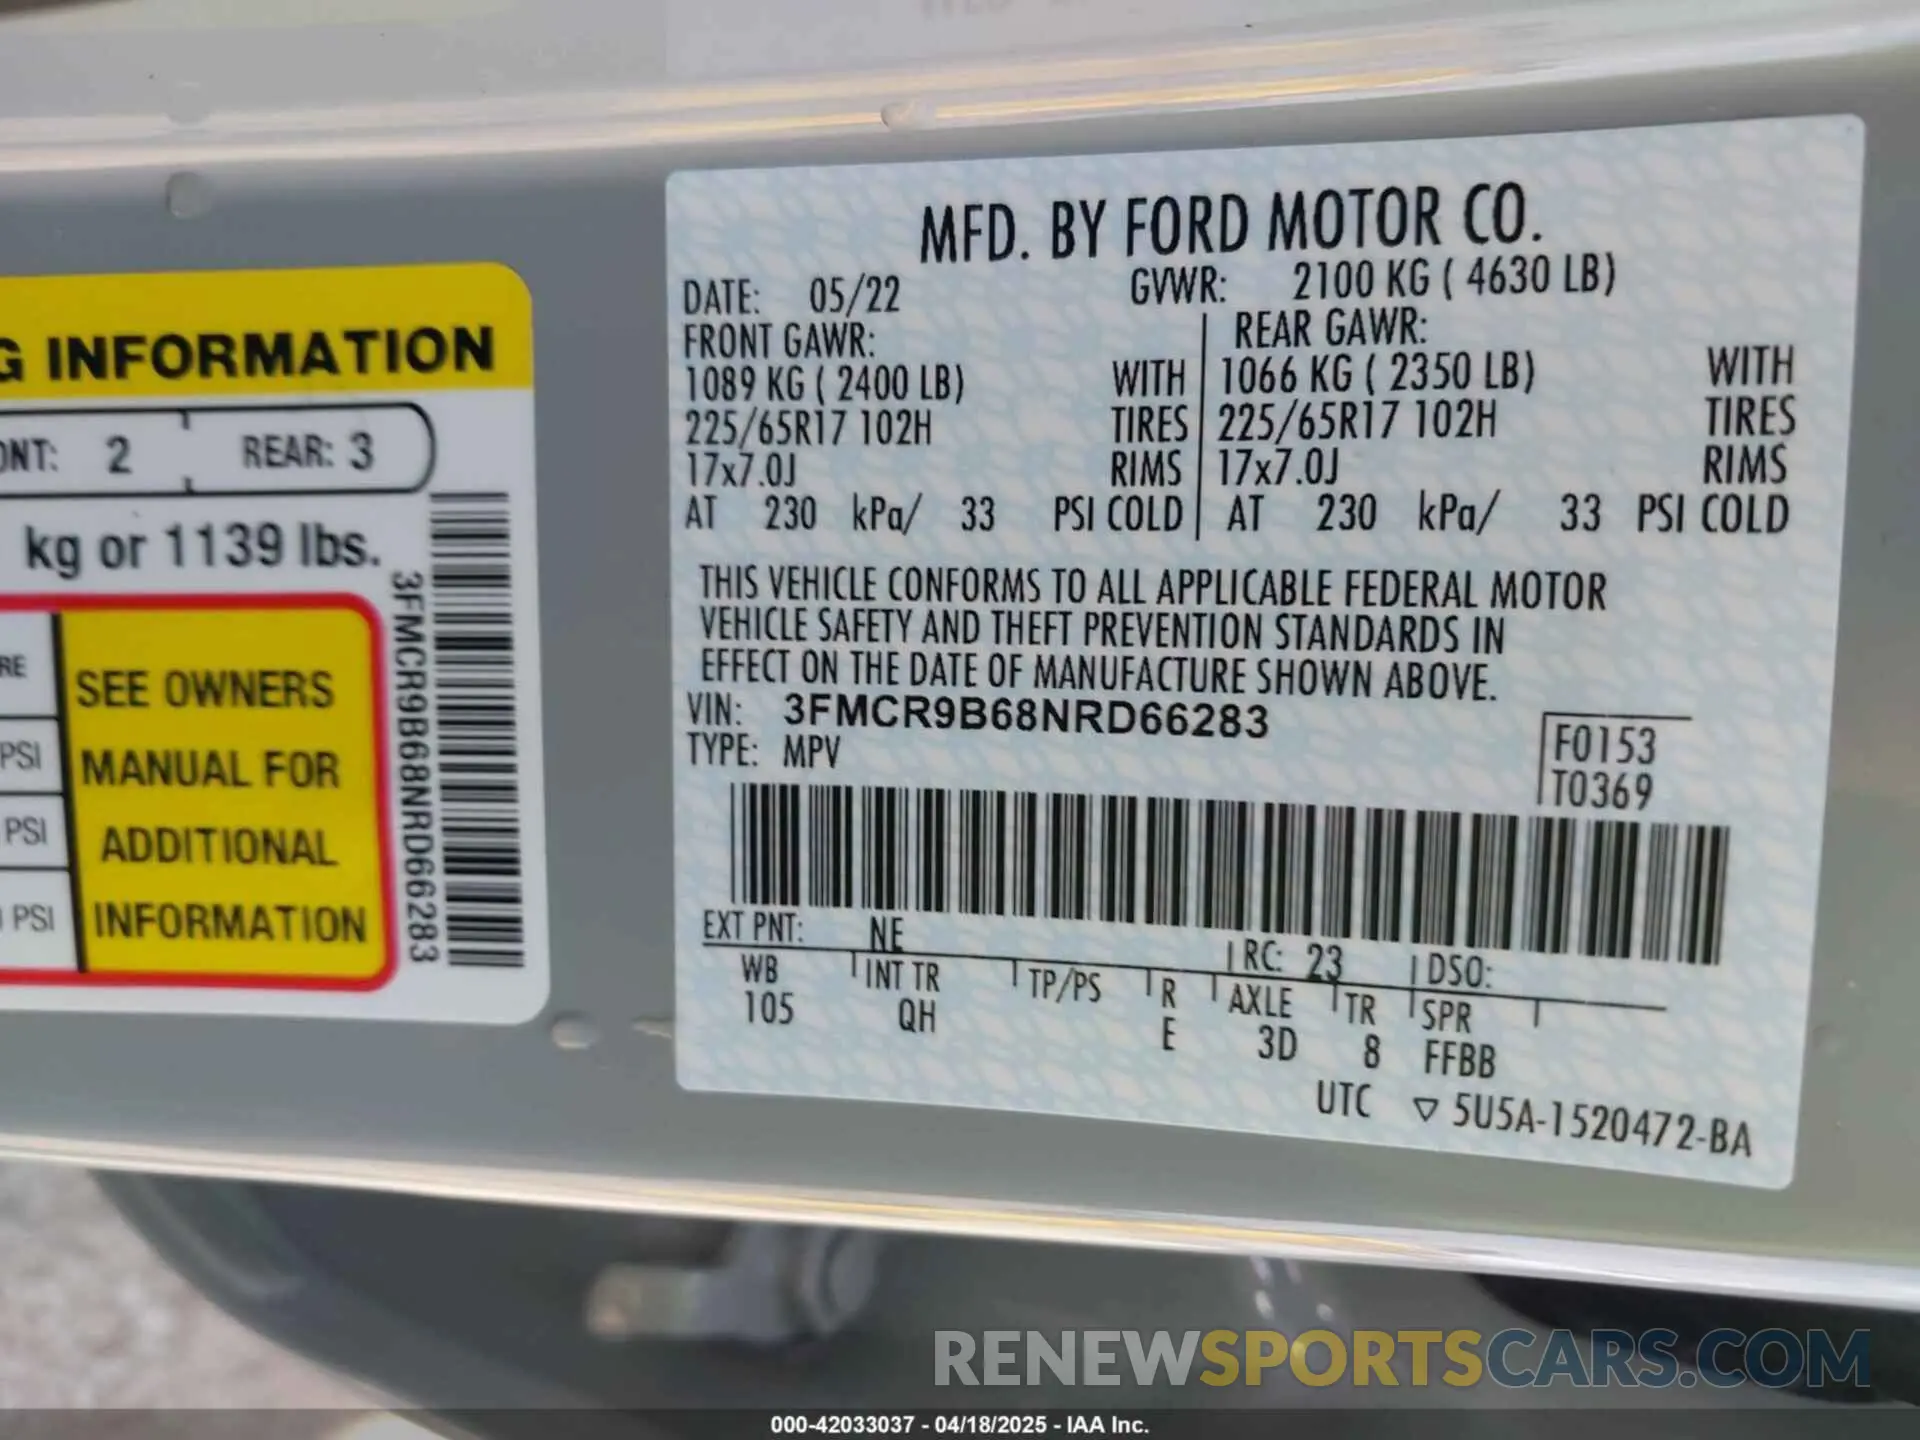 G INFORMATION
ONT: 2 REAR: 3
kg or 1139 lbs.
RE
PSI
PSI
PSI
SEE OWNERS
MANUAL FOR
ADDITIONAL
INFORMATION
3FMCR9B68NRD66283
MFD. BY FORD MOTOR CO.
DATE: 05/22 GVWR: 2100 KG ( 4630 LB)
FRONT GAWR: REAR GAWR:
1089 KG ( 2400 LB) WITH 1066 KG ( 2350 LB) WITH
225/65R17 102H TIRES 225/65R17 102H TIRES
17x7.0J RIMS 17x7.0J RIMS
AT 230 kPa/ 33 PSI COLD AT 230 kPa/ 33 PSI COLD
THIS VEHICLE CONFORMS TO ALL APPLICABLE FEDERAL MOTOR
VEHICLE SAFETY AND THEFT PREVENTION STANDARDS IN
EFFECT ON THE DATE OF MANUFACTURE SHOWN ABOVE.
VIN: 3FMCR9B68NRD66283
TYPE: MPV
F0153
T0369
EXT PNT: NE RC: 23 DSO:
WB INT TR TP/PS R AXLE TR SPR
105 QH E 3D 8 FFBB
UTC ▽ 5U5A-1520472-BA
RENEWSPORTSCARS.COM
000-42033037 - 04/18/2025 - IAA Inc.